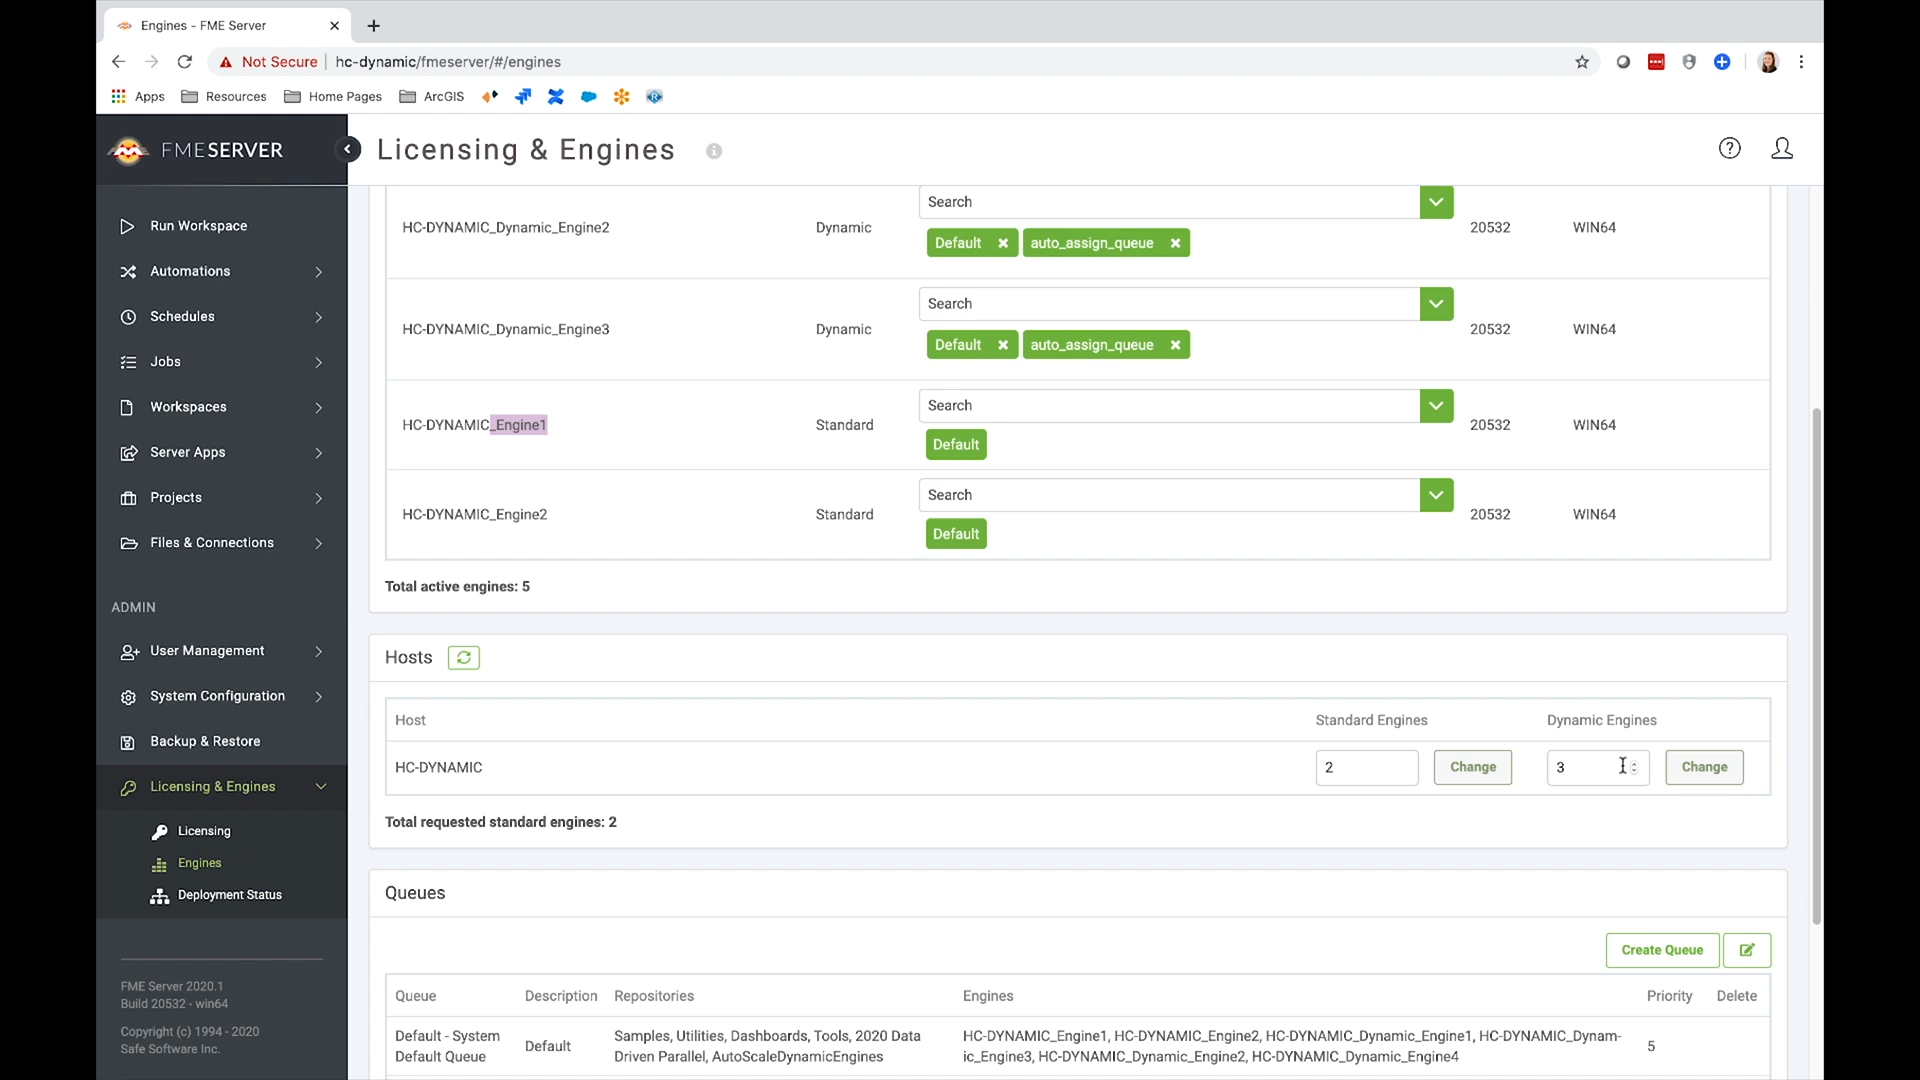 Engines - FME Server
Not Secure hc-dynamic/fmeserver/#/engines
Apps Resources Home Pages ArcGIS
FMESERVER
Licensing & Engines
Run Workspace
Automations
Schedules
Jobs
Workspaces
Server Apps
Projects
Files & Connections
ADMIN
User Management
System Configuration
Backup & Restore
Licensing & Engines
Licensing
Engines
Deployment Status
FME Server 2020.1
Build 20532 - win64
Copyright (c) 1994 - 2020
Safe Software Inc.
Search
HC-DYNAMIC_Dynamic_Engine2 Dynamic 20532 WIN64
Default auto_assign_queue
Search
HC-DYNAMIC_Dynamic_Engine3 Dynamic 20532 WIN64
Default auto_assign_queue
Search
HC-DYNAMIC_Engine1 Standard 20532 WIN64
Default
Search
HC-DYNAMIC_Engine2 Standard 20532 WIN64
Default
Total active engines: 5
Hosts
Host Standard Engines Dynamic Engines
HC-DYNAMIC 2 Change 3 Change
Total requested standard engines: 2
Queues
Create Queue
Queue Description Repositories Engines Priority Delete
Default - System
Default Queue
Default
Samples, Utilities, Dashboards, Tools, 2020 Data
Driven Parallel, AutoScaleDynamicEngines
HC-DYNAMIC_Engine1, HC-DYNAMIC_Engine2, HC-DYNAMIC_Dynamic_Engine1, HC-DYNAMIC_Dynam-
ic_Engine3, HC-DYNAMIC_Dynamic_Engine2, HC-DYNAMIC_Dynamic_Engine4
5